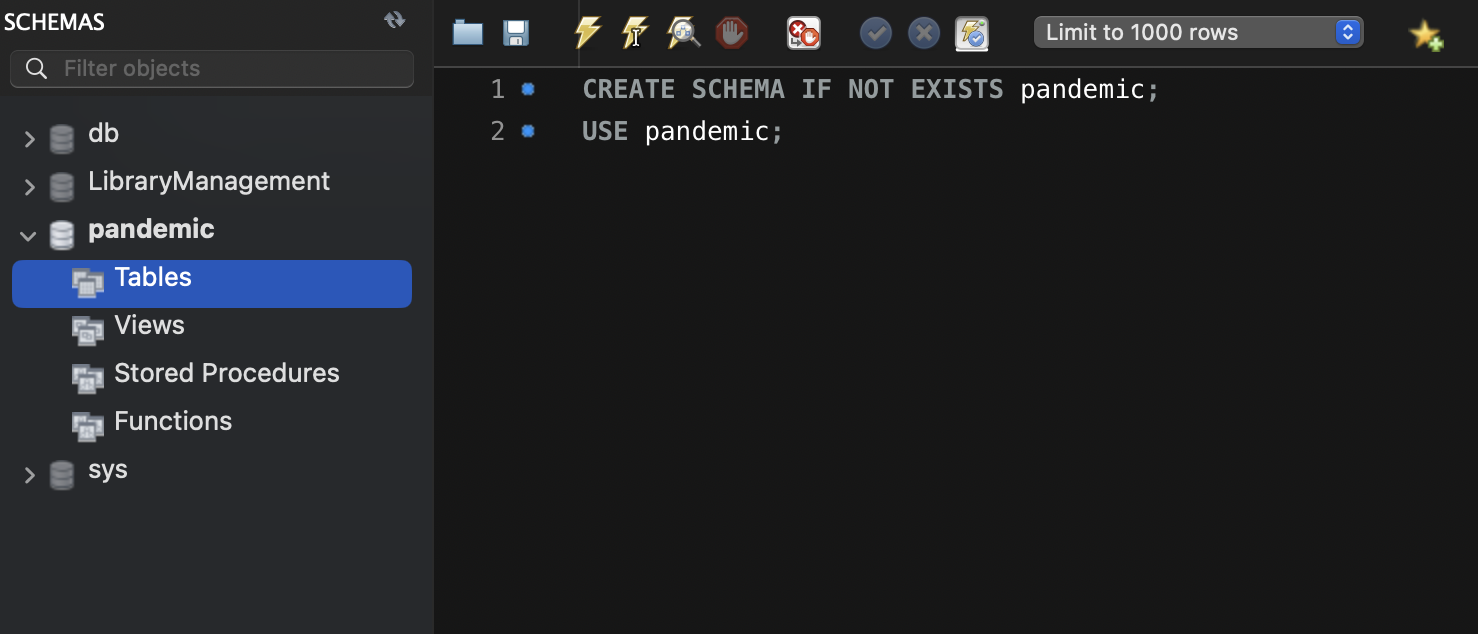 SCHEMAS
Filter objects
db
LibraryManagement
pandemic
Tables
Views
Stored Procedures
Functions
sys
Limit to 1000 rows
1 CREATE SCHEMA IF NOT EXISTS pandemic;
2 USE pandemic;